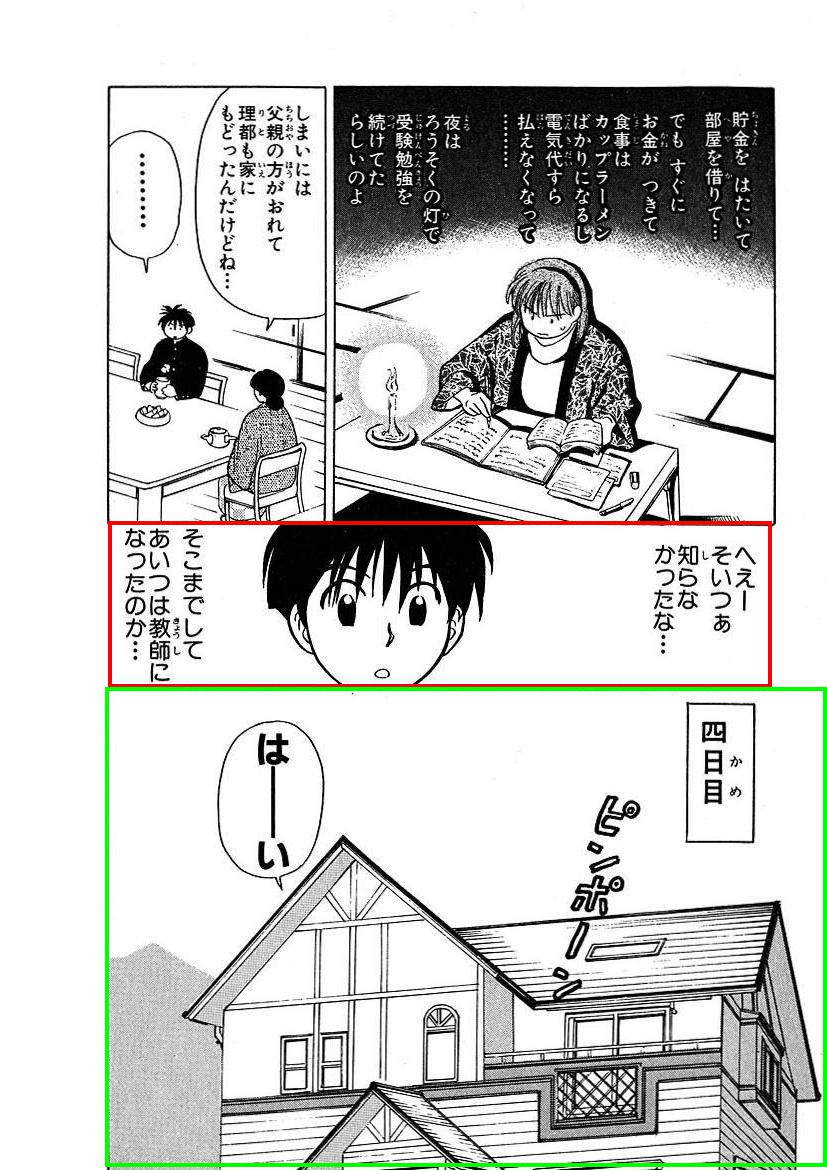 貯金を はたいて
部屋を借りて…
でも すぐに
お金が つきて
食事は
カップラーメン
ばかりになるし
電気代すら
払えなくなって
………
夜は
ろうそくの灯で
受験勉強を
続けてた
らしいのよ
しまいには
父親の方がおれて
理都も家に
もどったんだけどね…
………
へえー
そいつぁ
知らな
かったな…
そこまでして
あいつは教師に
なったのか…
四日目
ピンポーン
はーい